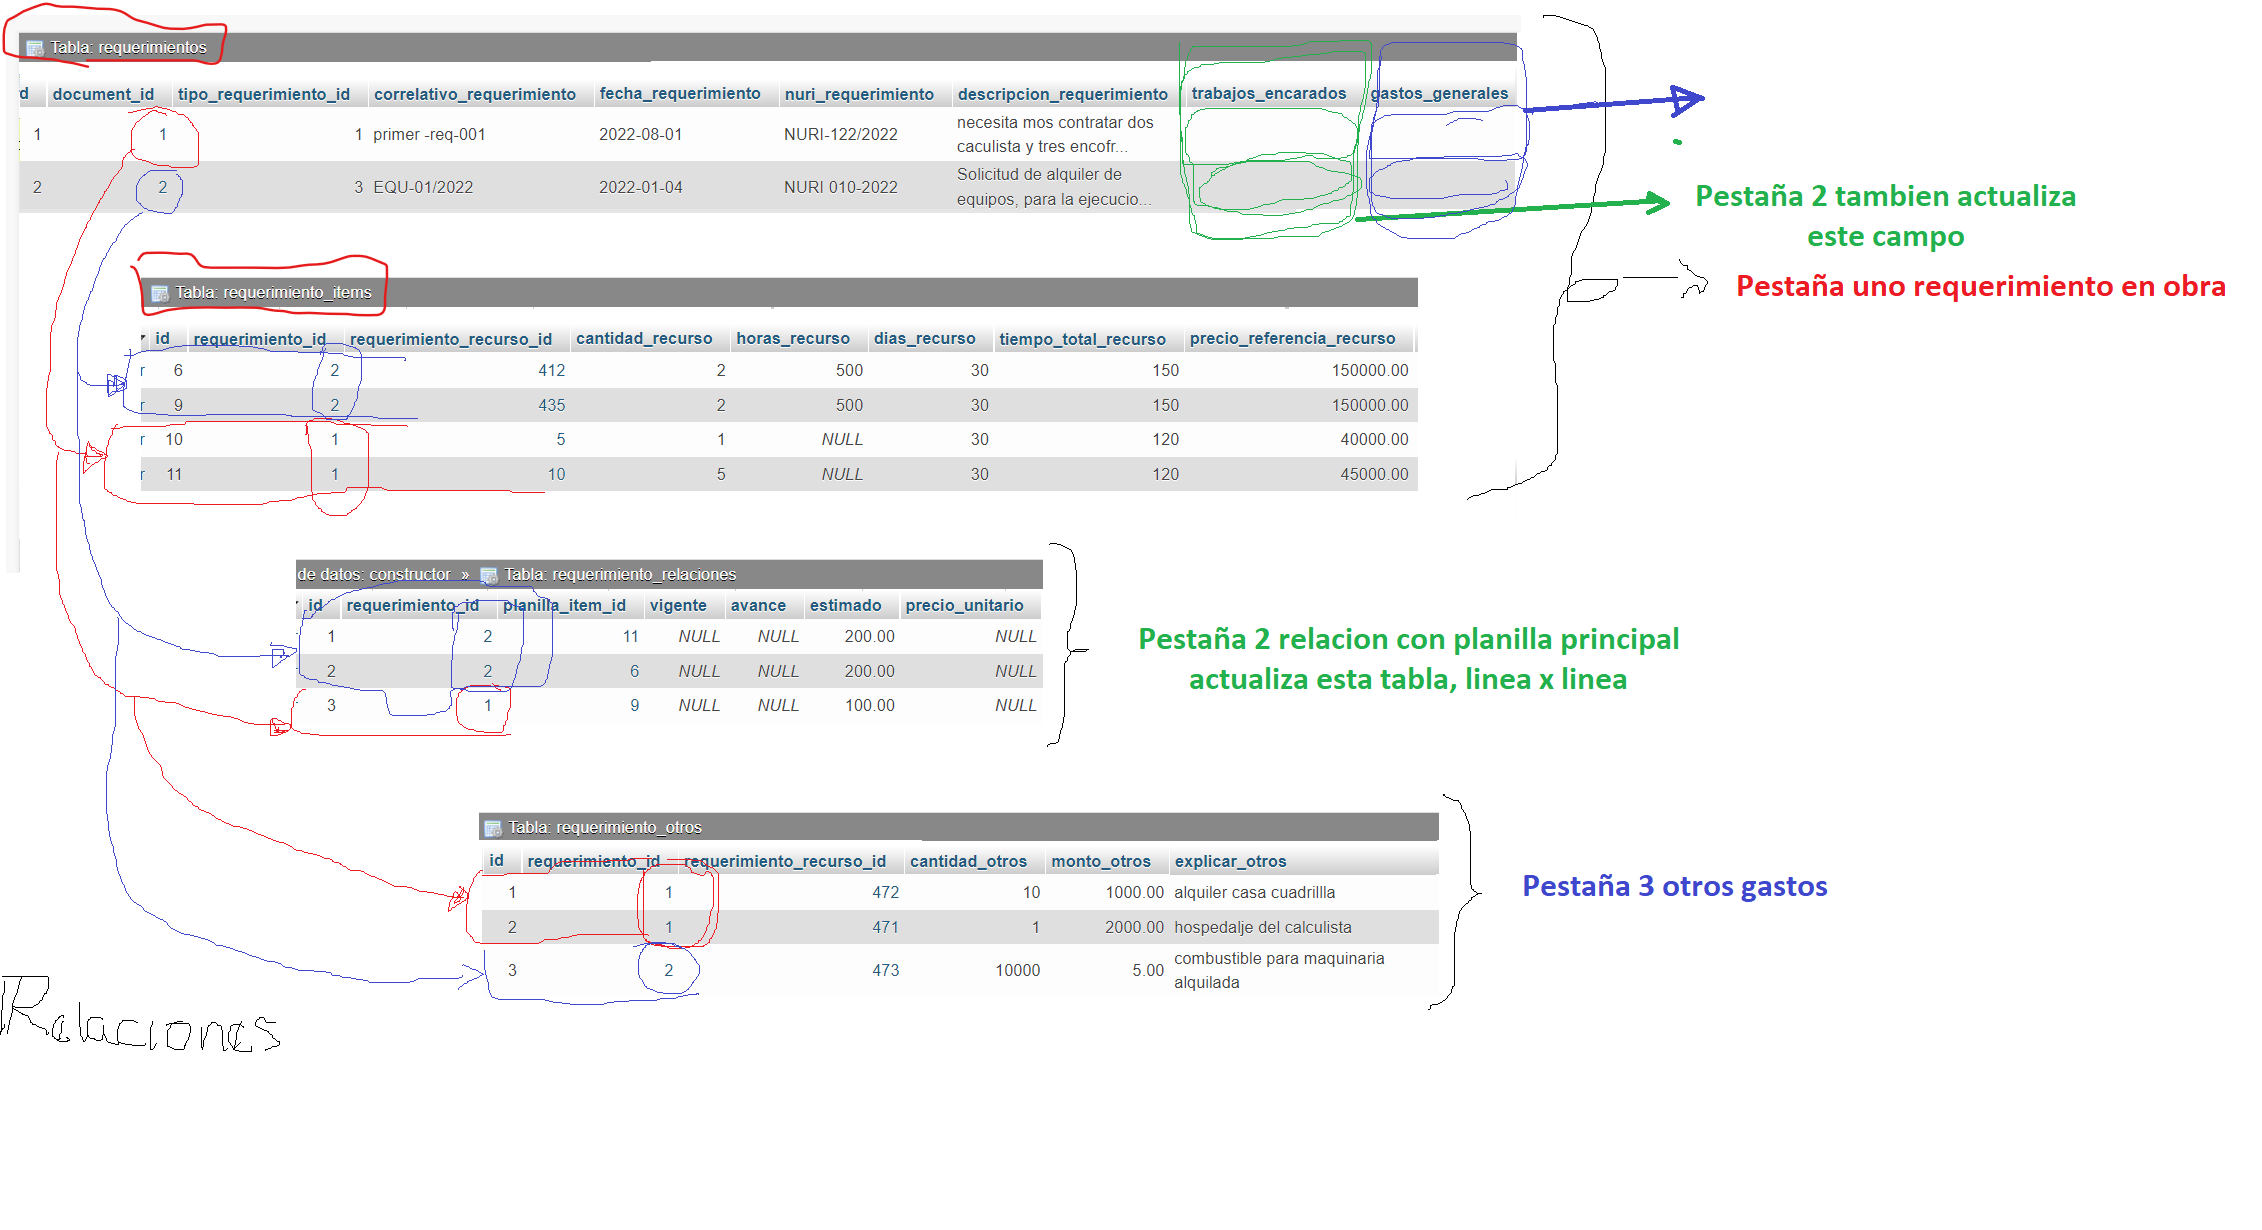 Tabla: requerimientos
d document_id tipo_requerimiento_id correlativo_requerimiento fecha_requerimiento nuri_requerimiento descripcion_requerimiento trabajos_encarados gastos_generales
1 1 1 primer -req-001 2022-08-01 NURI-122/2022 necesita mos contratar dos
caculista y tres encofr...
2 2 3 EQU-01/2022 2022-01-04 NURI 010-2022 Solicitud de alquiler de
equipos, para la ejecucio...
Pestaña 2 tambien actualiza
este campo
Pestaña uno requerimiento en obra
Tabla: requerimiento_items
id requerimiento_id requerimiento_recurso_id cantidad_recurso horas_recurso dias_recurso tiempo_total_recurso precio_referencia_recurso
r 6 2 412 2 500 30 150 150000.00
r 9 2 435 2 500 30 150 150000.00
r 10 1 5 1 NULL 30 120 40000.00
r 11 1 10 5 NULL 30 120 45000.00
de datos: constructor » Tabla: requerimiento_relaciones
id requerimiento_id planilla_item_id vigente avance estimado precio_unitario
1 2 11 NULL NULL 200.00 NULL
2 2 6 NULL NULL 200.00 NULL
3 1 9 NULL NULL 100.00 NULL
Pestaña 2 relacion con planilla principal
actualiza esta tabla, linea x linea
Tabla: requerimiento_otros
id requerimiento_id requerimiento_recurso_id cantidad_otros monto_otros explicar_otros
1 1 472 10 1000.00 alquiler casa cuadrillla
2 1 471 1 2000.00 hospedalje del calculista
3 2 473 10000 5.00 combustible para maquinaria
alquilada
Pestaña 3 otros gastos
Relaciones